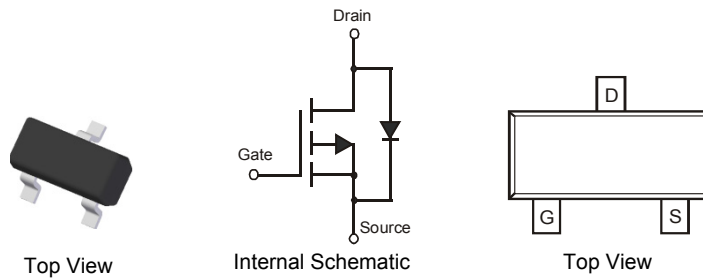 Drain
D
Gate
G
S
Source
Top View
Internal Schematic
Top View